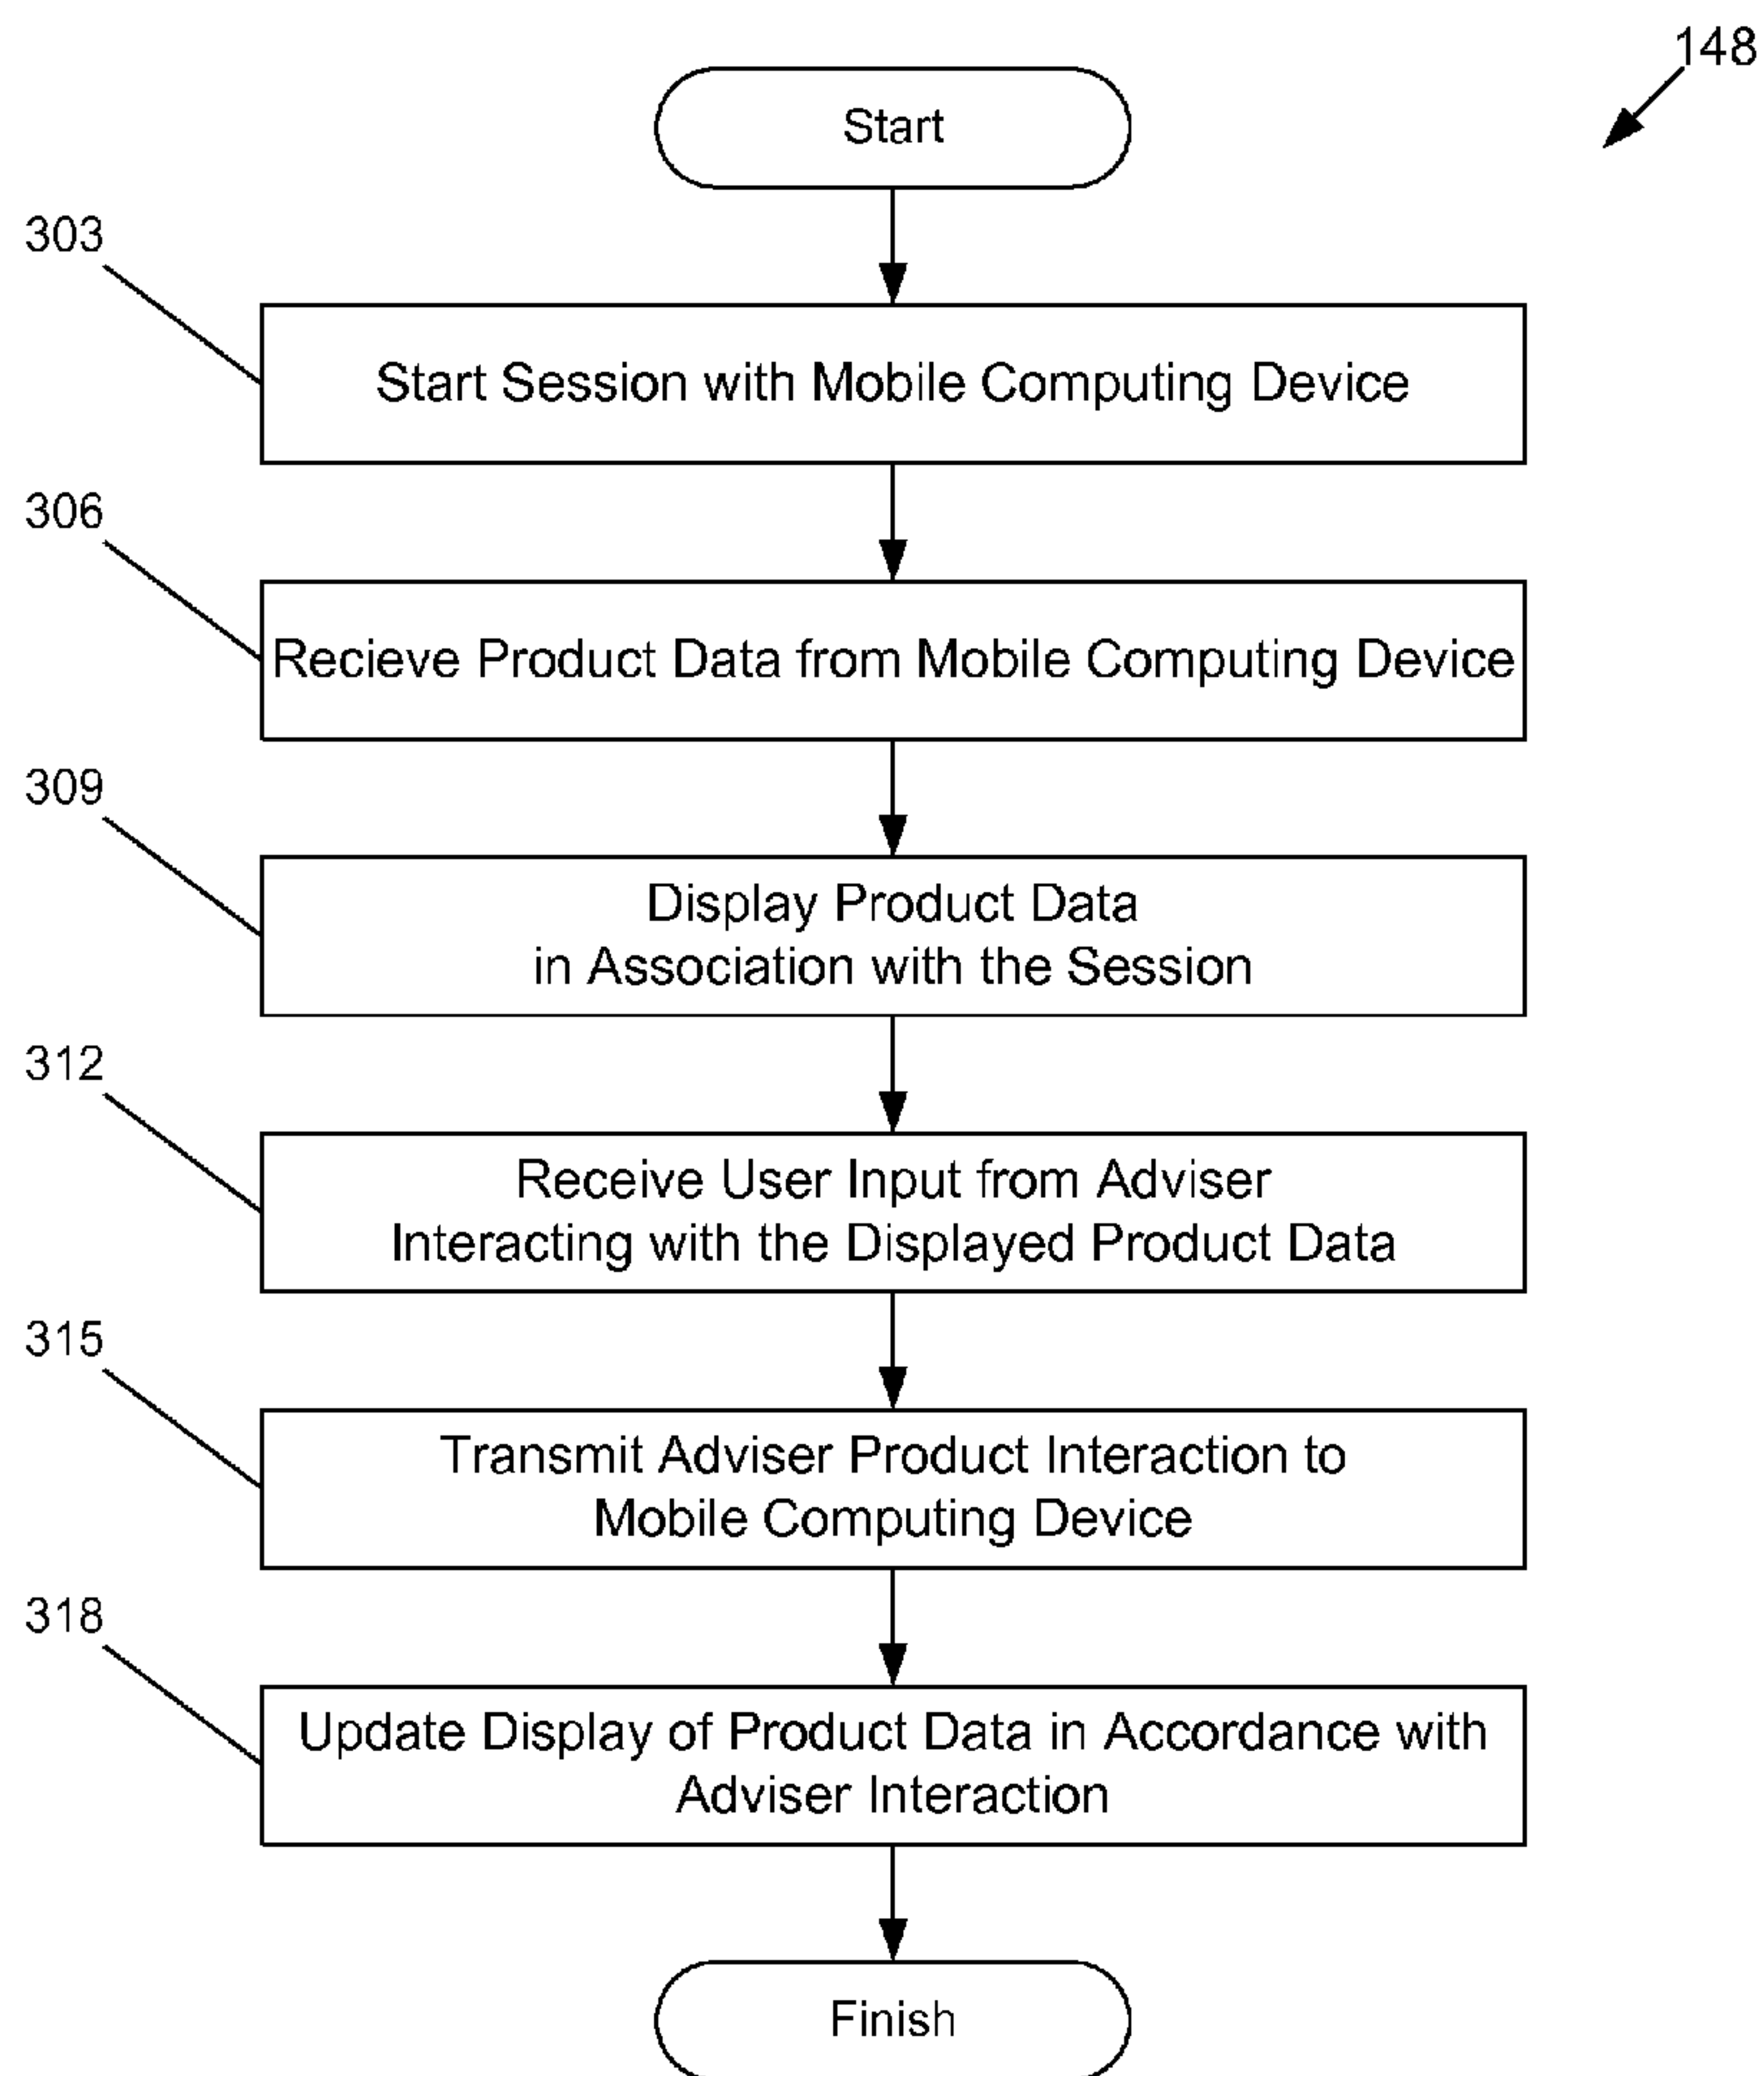 148
Start
303
Start Session with Mobile Computing Device
306
Recieve Product Data from Mobile Computing Device
309
Display Product Data
in Association with the Session
312
Receive User Input from Adviser
Interacting with the Displayed Product Data
315
Transmit Adviser Product Interaction to
Mobile Computing Device
318
Update Display of Product Data in Accordance with
Adviser Interaction
Finish